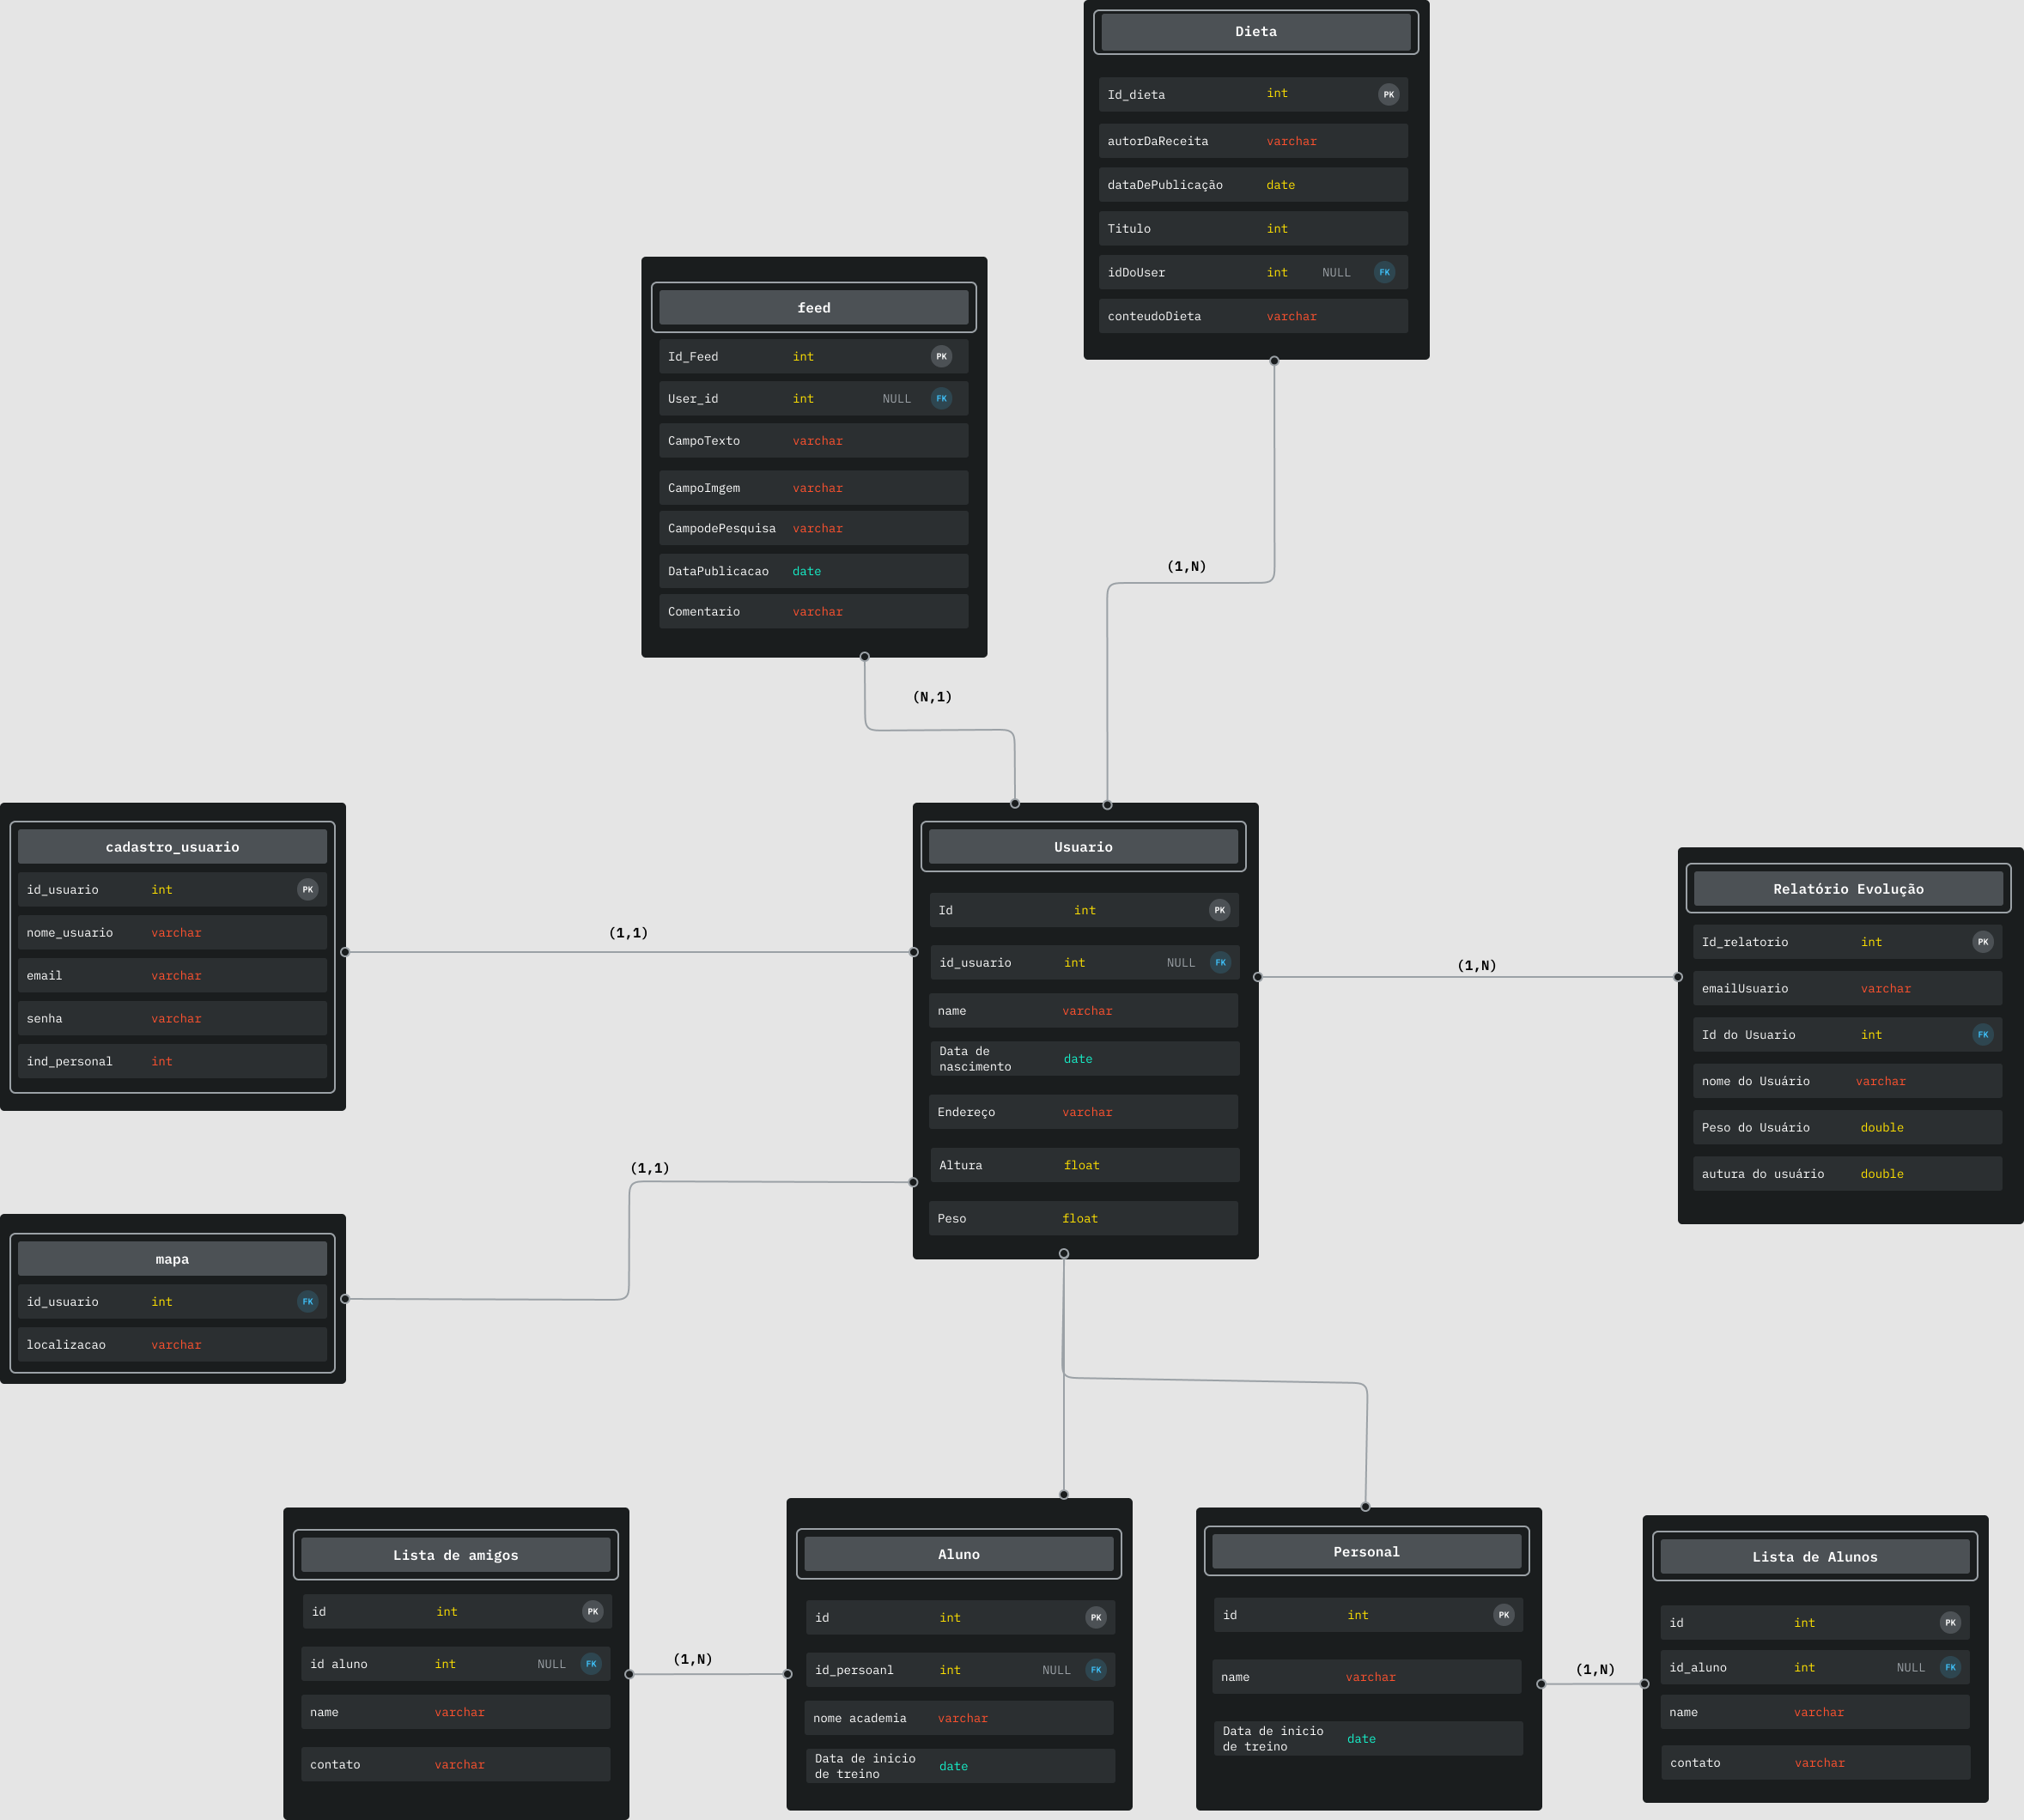 Dieta
Id_dieta int PK
autorDaReceita varchar
dataDePublicação date
Titulo int
idDoUser int NULL FK
conteudoDieta varchar
feed
Id_Feed int PK
User_id int NULL FK
CampoTexto varchar
CampoImgem varchar
CampodePesquisa varchar
DataPublicacao date
Comentario varchar
(1,N)
(N,1)
cadastro_usuario
id_usuario int PK
nome_usuario varchar
email varchar
senha varchar
ind_personal int
(1,1)
Usuario
Id int PK
id_usuario int NULL FK
name varchar
Data de
nascimento date
Endereço varchar
Altura float
Peso float
(1,N)
Relatório Evolução
Id_relatorio int PK
emailUsuario varchar
Id do Usuario int FK
nome do Usuário varchar
Peso do Usuário double
autura do usuário double
(1,1)
mapa
id_usuario int FK
localizacao varchar
Lista de amigos
id int PK
id aluno int NULL FK
name varchar
contato varchar
(1,N)
Aluno
id int PK
id_persoanl int NULL FK
nome academia varchar
Data de inicio
de treino date
Personal
id int PK
name varchar
Data de inicio
de treino date
(1,N)
Lista de Alunos
id int PK
id_aluno int NULL FK
name varchar
contato varchar